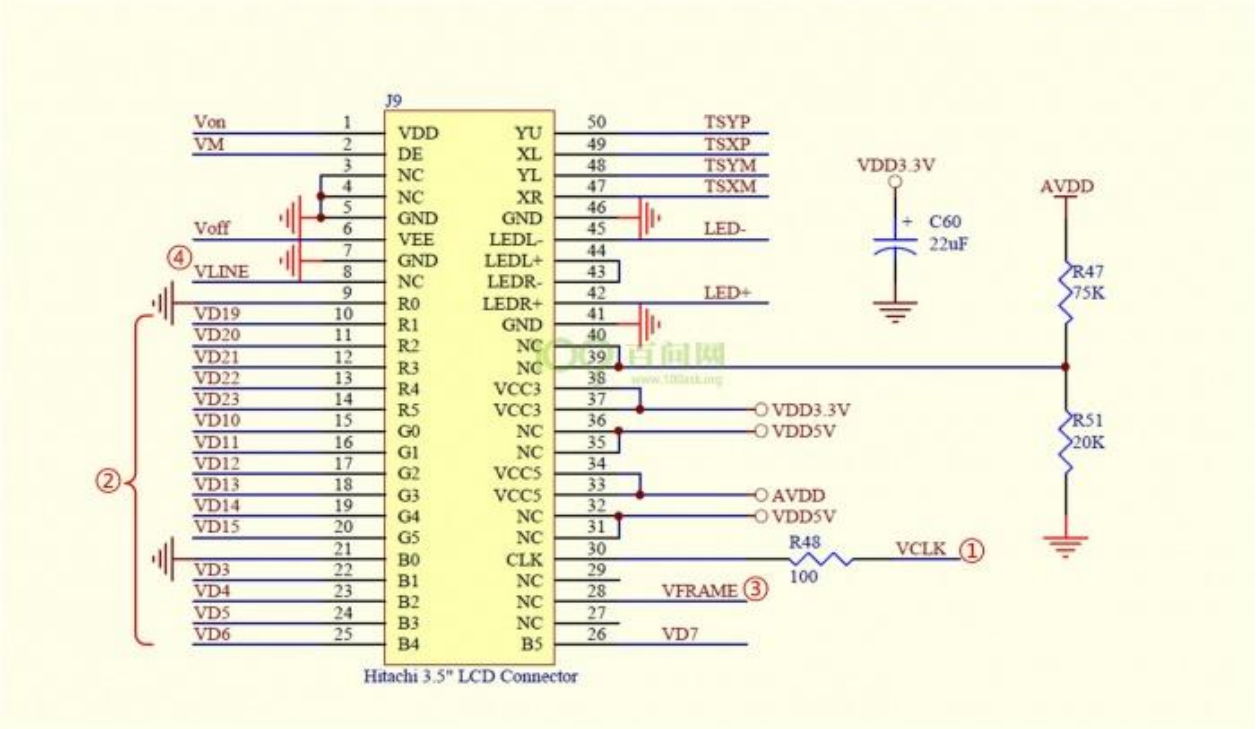 J9
Von 1 VDD YU 50 TSYP
VM 2 DE XL 49 TSXP
3 NC YL 48 TSYM
4 NC XR 47 TSXM
5 GND GND 46
Voff 6 VEE LEDL- 45 LED-
④ 7 GND LEDL+ 44
VLINE 8 NC LEDR- 43
9 R0 LEDR+ 42 LED+
VD19 10 R1 GND 41
VD20 11 R2 NC 40
VD21 12 R3 NC 39
VD22 13 R4 VCC3 38
VD23 14 R5 VCC3 37 VDD3.3V
VD10 15 G0 NC 36 VDD5V
VD11 16 G1 NC 35
VD12 17 G2 VCC5 34
② VD13 18 G3 VCC5 33 AVDD
VD14 19 G4 NC 32 VDD5V
VD15 20 G5 NC 31
21 B0 CLK 30 R48 100 VCLK ①
VD3 22 B1 NC 29
VD4 23 B2 NC 28 VFRAME ③
VD5 24 B3 NC 27
VD6 25 B4 B5 26 VD7
Hitachi 3.5" LCD Connector
VDD3.3V
+ C60
22uF
AVDD
R47
75K
R51
20K
100 百问网
www.100ask.org